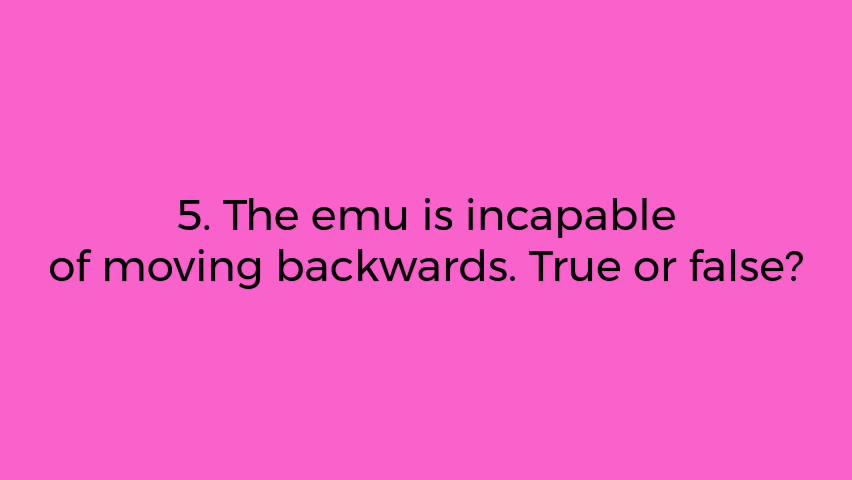 5. The emu is incapable
of moving backwards. True or false?